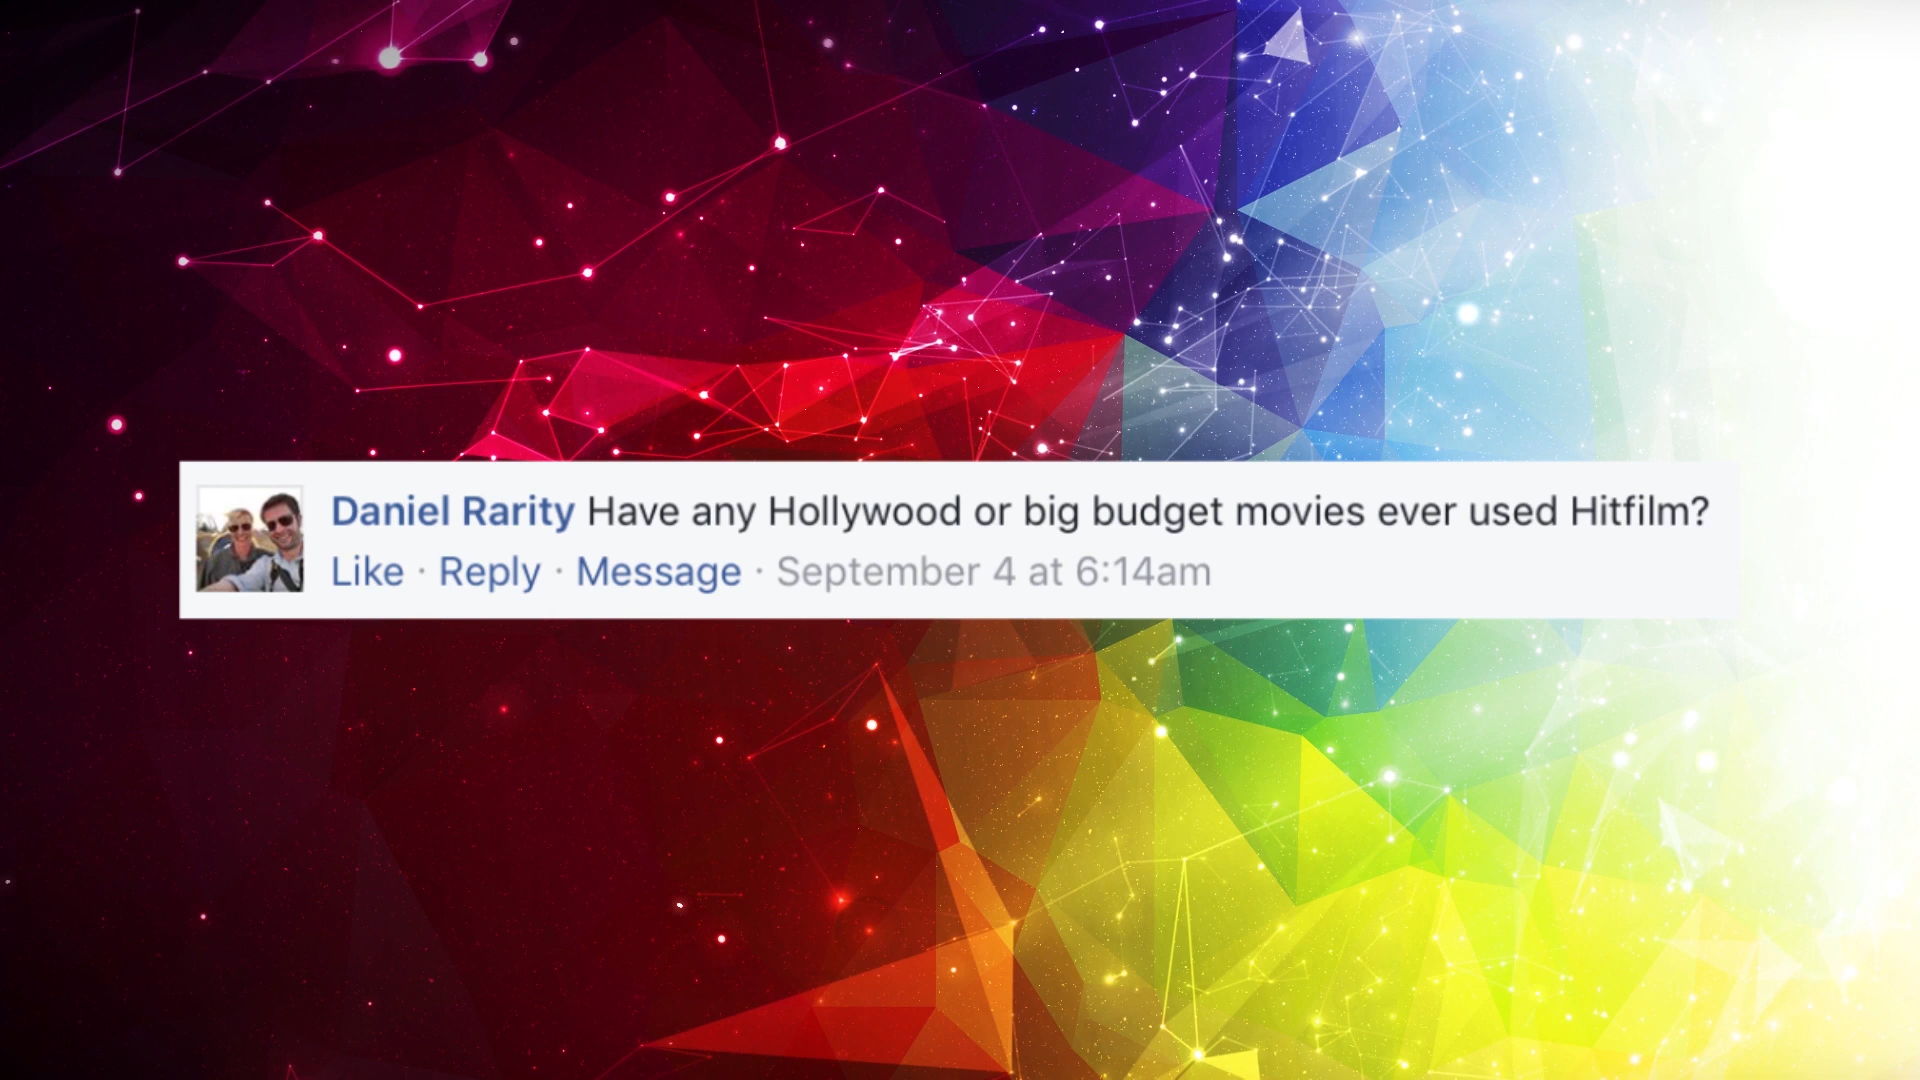 Daniel Rarity Have any Hollywood or big budget movies ever used Hitfilm?
Like · Reply · Message · September 4 at 6:14am